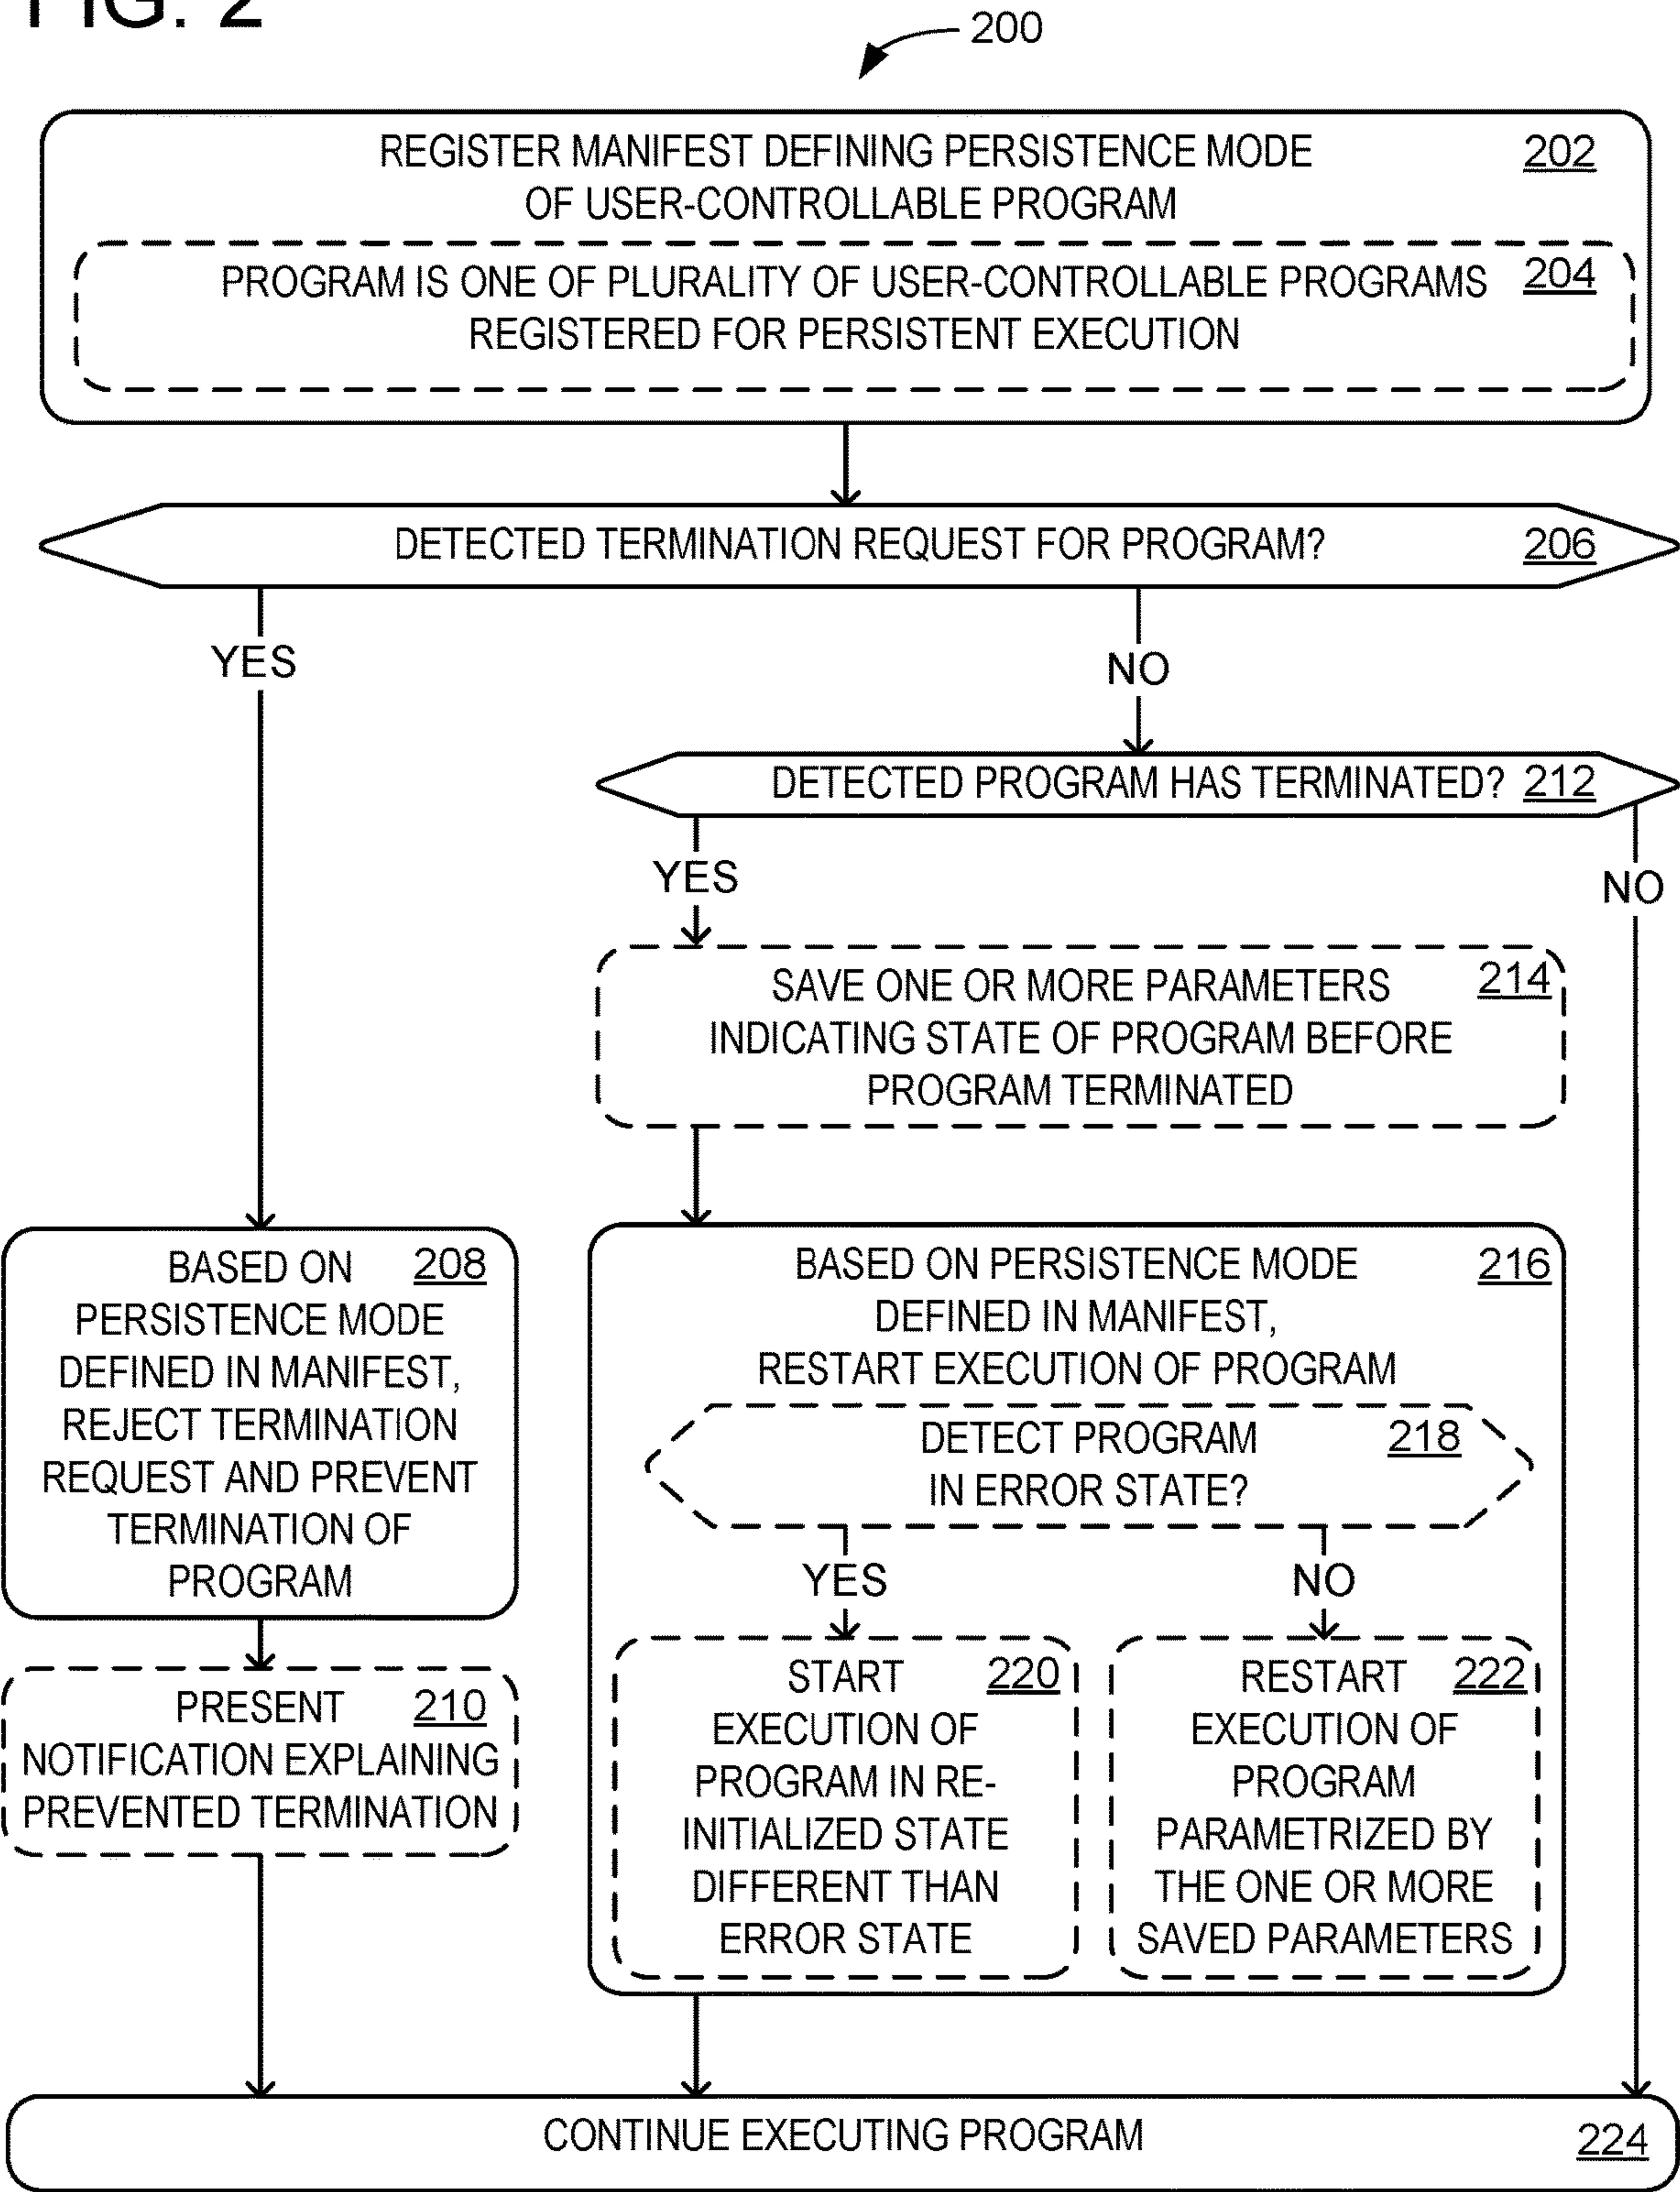 FIG. 2
200
REGISTER MANIFEST DEFINING PERSISTENCE MODE 202
OF USER-CONTROLLABLE PROGRAM
PROGRAM IS ONE OF PLURALITY OF USER-CONTROLLABLE PROGRAMS 204
REGISTERED FOR PERSISTENT EXECUTION
DETECTED TERMINATION REQUEST FOR PROGRAM? 206
YES
NO
DETECTED PROGRAM HAS TERMINATED? 212
YES
NO
SAVE ONE OR MORE PARAMETERS 214
INDICATING STATE OF PROGRAM BEFORE
PROGRAM TERMINATED
BASED ON 208
PERSISTENCE MODE
DEFINED IN MANIFEST,
REJECT TERMINATION
REQUEST AND PREVENT
TERMINATION OF
PROGRAM
PRESENT 210
NOTIFICATION EXPLAINING
PREVENTED TERMINATION
BASED ON PERSISTENCE MODE 216
DEFINED IN MANIFEST,
RESTART EXECUTION OF PROGRAM
DETECT PROGRAM 218
IN ERROR STATE?
YES
NO
START 220
EXECUTION OF
PROGRAM IN RE-
INITIALIZED STATE
DIFFERENT THAN
ERROR STATE
RESTART 222
EXECUTION OF
PROGRAM
PARAMETRIZED BY
THE ONE OR MORE
SAVED PARAMETERS
CONTINUE EXECUTING PROGRAM 224